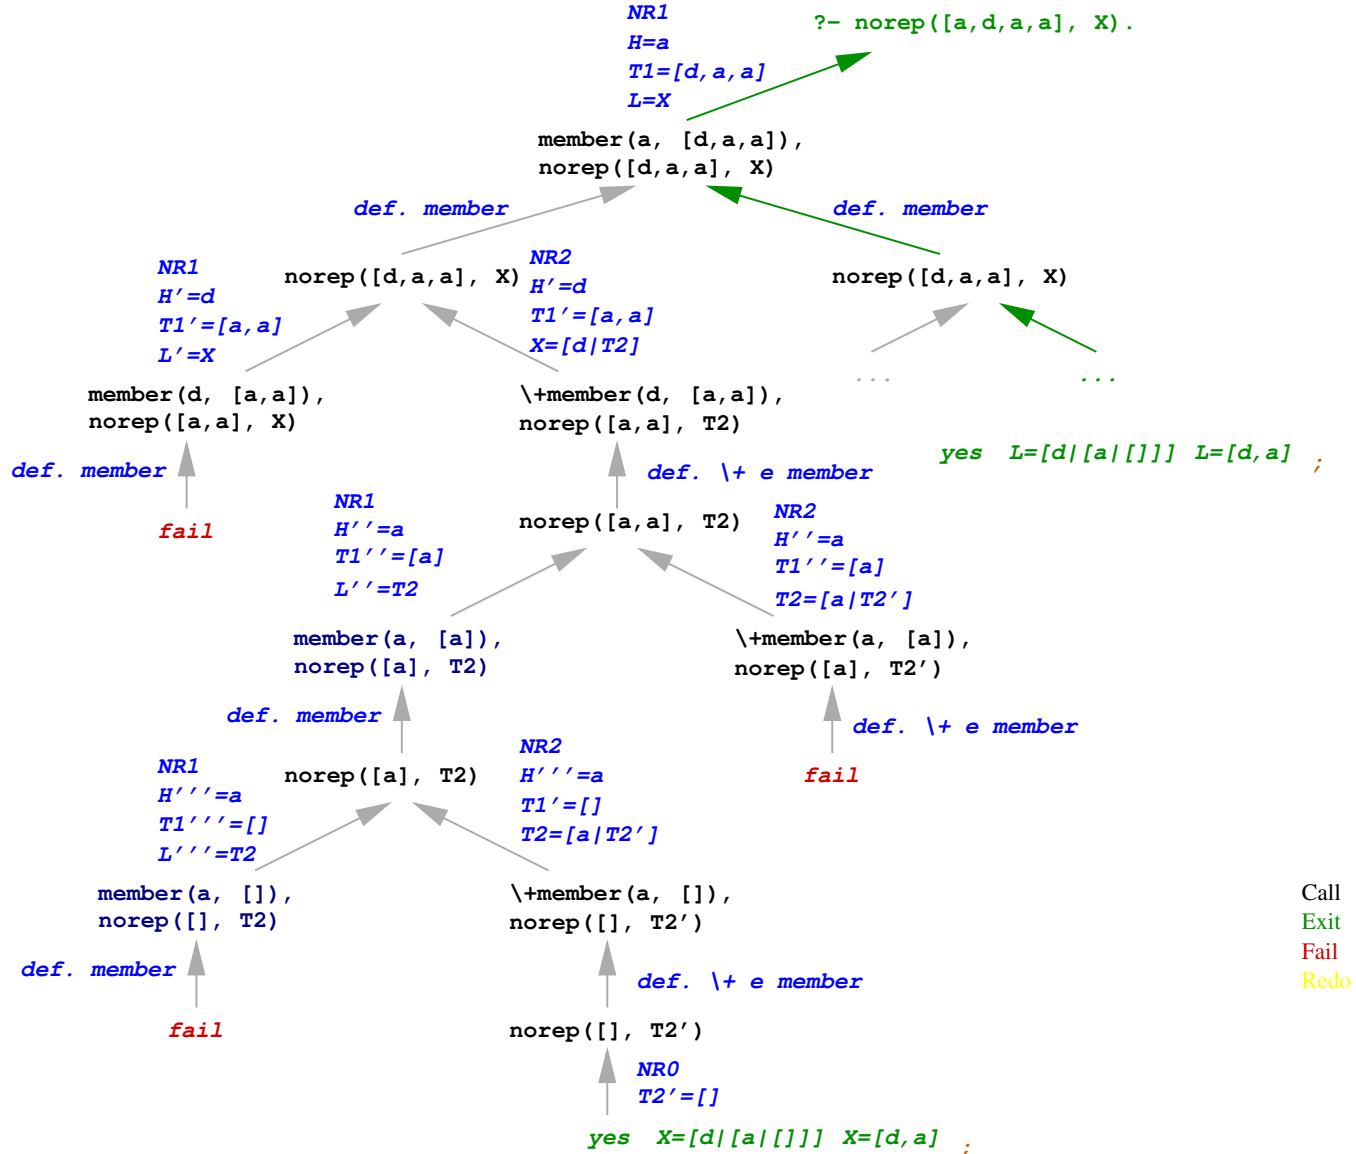 NR1
H=a
T1=[d,a,a]
L=X
?- norep([a,d,a,a], X).
member(a, [d,a,a]),
norep([d,a,a], X)
def. member
def. member
NR1
H'=d
T1'=[a,a]
L'=X
norep([d,a,a], X)
NR2
H'=d
T1'=[a,a]
X=[d|T2]
norep([d,a,a], X)
member(d, [a,a]),
norep([a,a], X)
\+member(d, [a,a]),
norep([a,a], T2)
...
...
def. member
def. \+ e member
yes L=[d|[a|[]]] L=[d,a] ;
fail
NR1
H''=a
T1''=[a]
L''=T2
norep([a,a], T2)
NR2
H''=a
T1''=[a]
T2=[a|T2']
member(a, [a]),
norep([a], T2)
\+member(a, [a]),
norep([a], T2')
def. member
def. \+ e member
fail
NR1
H'''=a
T1'''=[]
L'''=T2
norep([a], T2)
NR2
H'''=a
T1'=[]
T2=[a|T2']
member(a, []),
norep([], T2)
\+member(a, []),
norep([], T2')
Call
Exit
Fail
Redo
def. member
def. \+ e member
fail
norep([], T2')
NR0
T2'=[]
yes X=[d|[a|[]]] X=[d,a] ;